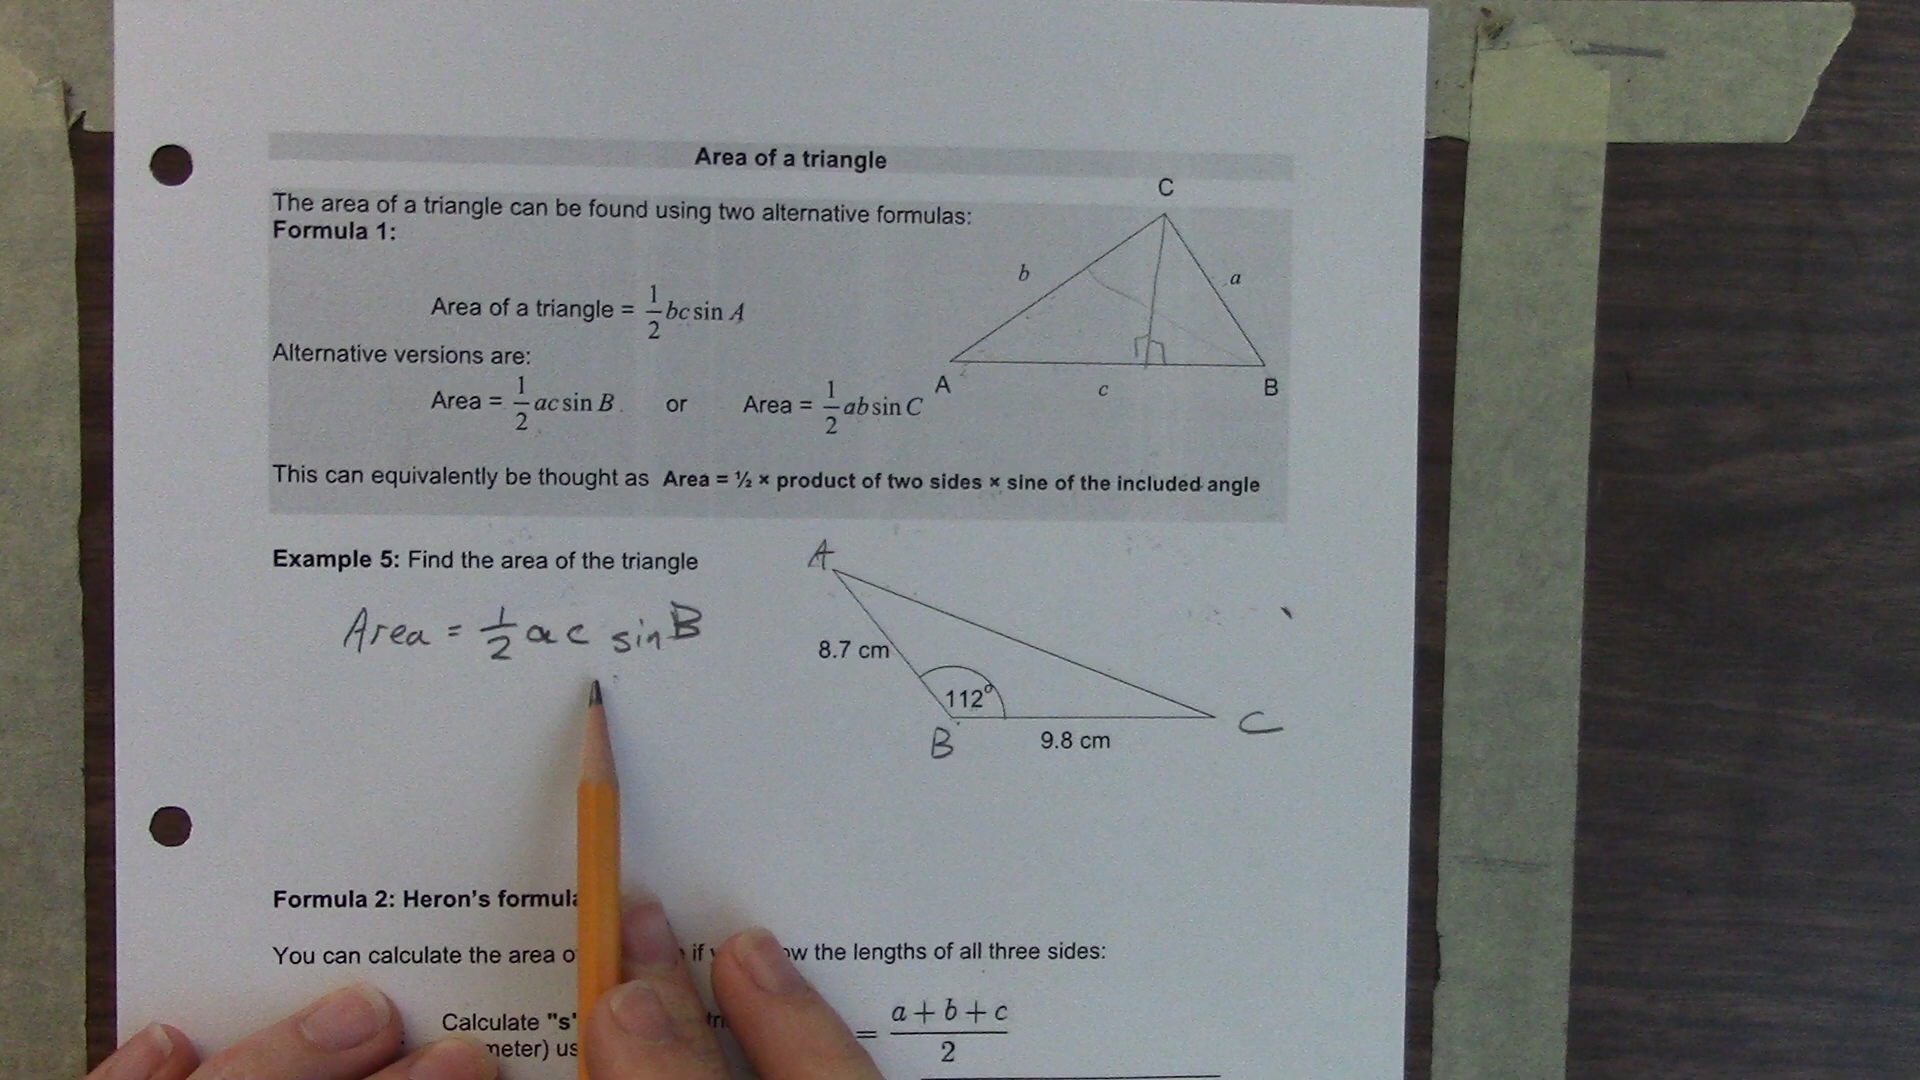 Area of a triangle
The area of a triangle can be found using two alternative formulas:
Formula 1:
Area of a triangle = 1/2 bc sin A
Alternative versions are:
Area = 1/2 ac sin B or Area = 1/2 ab sin C
C
b
a
A
c
B
This can equivalently be thought as Area = ½ × product of two sides × sine of the included angle
Example 5: Find the area of the triangle
Area = 1/2 ac sin B
A
8.7 cm
112°
B
9.8 cm
C
Formula 2: Heron's
You can calculate the area if the lengths of all three sides:
Calculate "s"
= a + b + c / 2